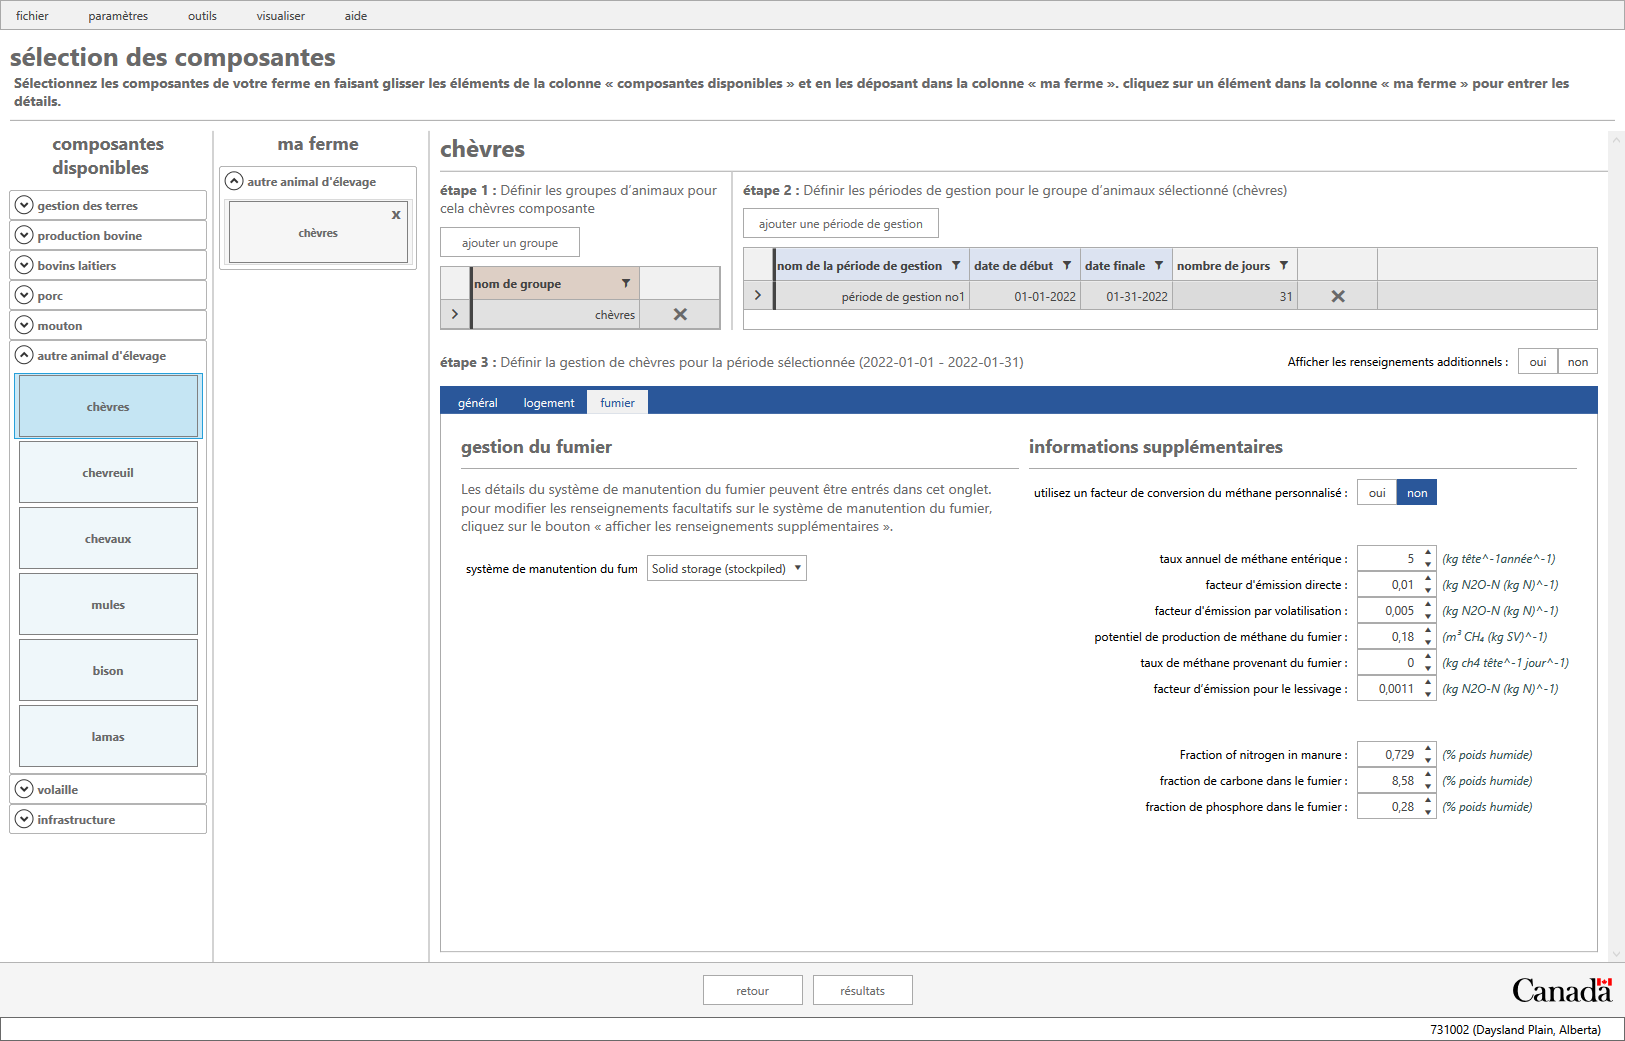 fichier
paramètres
outils
visualiser
aide
sélection des composantes
Sélectionnez les composantes de votre ferme en faisant glisser les éléments de la colonne « composantes disponibles » et en les déposant dans la colonne « ma ferme ». cliquez sur un élément dans la colonne « ma ferme » pour entrer les
détails.
composantes
disponibles
gestion des terres
production bovine
bovins laitiers
porc
mouton
autre animal d'élevage
chèvres
chevreuil
chevaux
mules
bison
lamas
volaille
infrastructure
ma ferme
autre animal d'élevage
x
chèvres
chèvres
étape 1 : Définir les groupes d'animaux pour
cela chèvres composante
ajouter un groupe
nom de groupe
chèvres
étape 2 : Définir les périodes de gestion pour le groupe d'animaux sélectionné (chèvres)
ajouter une période de gestion
nom de la période de gestion
date de début
date finale
nombre de jours
période de gestion no1
01-01-2022
01-31-2022
31
étape 3 : Définir la gestion de chèvres pour la période sélectionnée (2022-01-01 - 2022-01-31)
Afficher les renseignements additionnels :
oui
non
général
logement
fumier
gestion du fumier
Les détails du système de manutention du fumier peuvent être entrés dans cet onglet.
pour modifier les renseignements facultatifs sur le système de manutention du fumier,
cliquez sur le bouton « afficher les renseignements supplémentaires ».
système de manutention du fum
Solid storage (stockpiled)
informations supplémentaires
utilisez un facteur de conversion du méthane personnalisé :
oui
non
taux annuel de méthane entérique : 5 (kg tête^-1année^-1)
facteur d'émission directe : 0,01 (kg N2O-N (kg N)^-1)
facteur d'émission par volatilisation : 0,005 (kg N2O-N (kg N)^-1)
potentiel de production de méthane du fumier : 0,18 (m³ CH₄ (kg SV)^-1)
taux de méthane provenant du fumier : 0 (kg ch4 tête^-1 jour^-1)
facteur d'émission pour le lessivage : 0,0011 (kg N2O-N (kg N)^-1)
Fraction of nitrogen in manure : 0,729 (% poids humide)
fraction de carbone dans le fumier : 8,58 (% poids humide)
fraction de phosphore dans le fumier : 0,28 (% poids humide)
retour
résultats
Canada
731002 (Daysland Plain, Alberta)